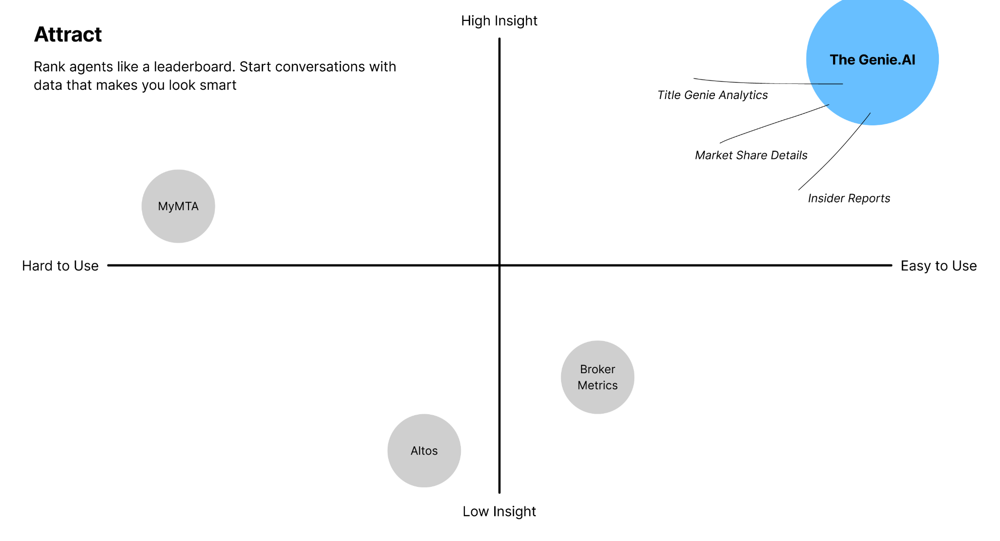 Attract
Rank agents like a leaderboard. Start conversations with
data that makes you look smart
High Insight
The Genie.AI
Title Genie Analytics
Market Share Details
Insider Reports
MyMTA
Hard to Use
Easy to Use
Broker
Metrics
Altos
Low Insight